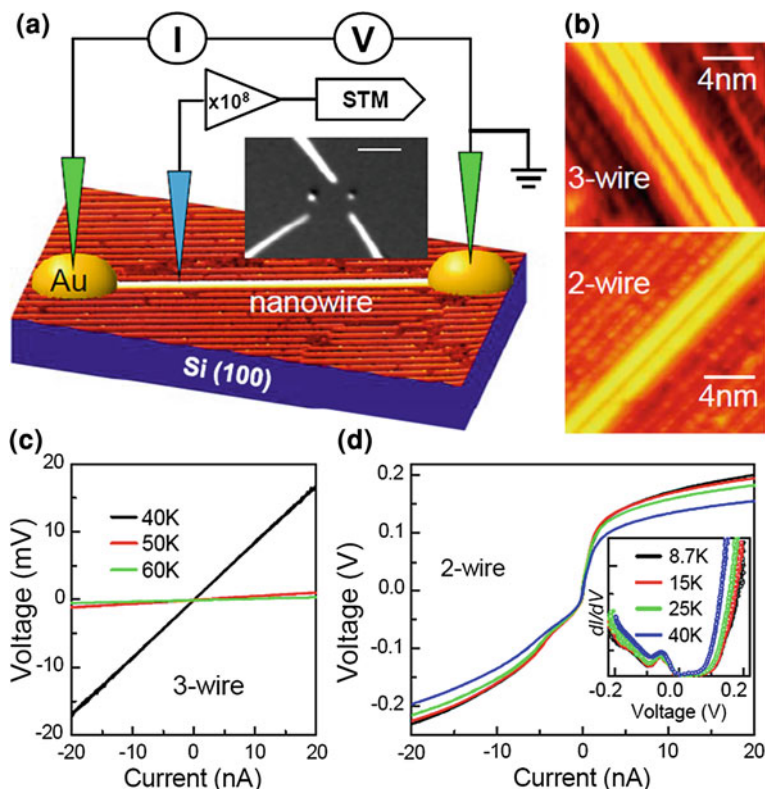 (a)
I
V
x10⁸
STM
Au
nanowire
Si (100)
(b)
4nm
3-wire
2-wire
4nm
(c)
Voltage (mV)
20
10
0
-10
-20
40K
50K
60K
3-wire
-20 -10 0 10 20
Current (nA)
(d)
Voltage (V)
0.2
0.1
0.0
-0.1
-0.2
2-wire
8.7K
15K
25K
40K
dI/dV
-0.2 0.0 0.2
Voltage (V)
-20 -10 0 10 20
Current (nA)